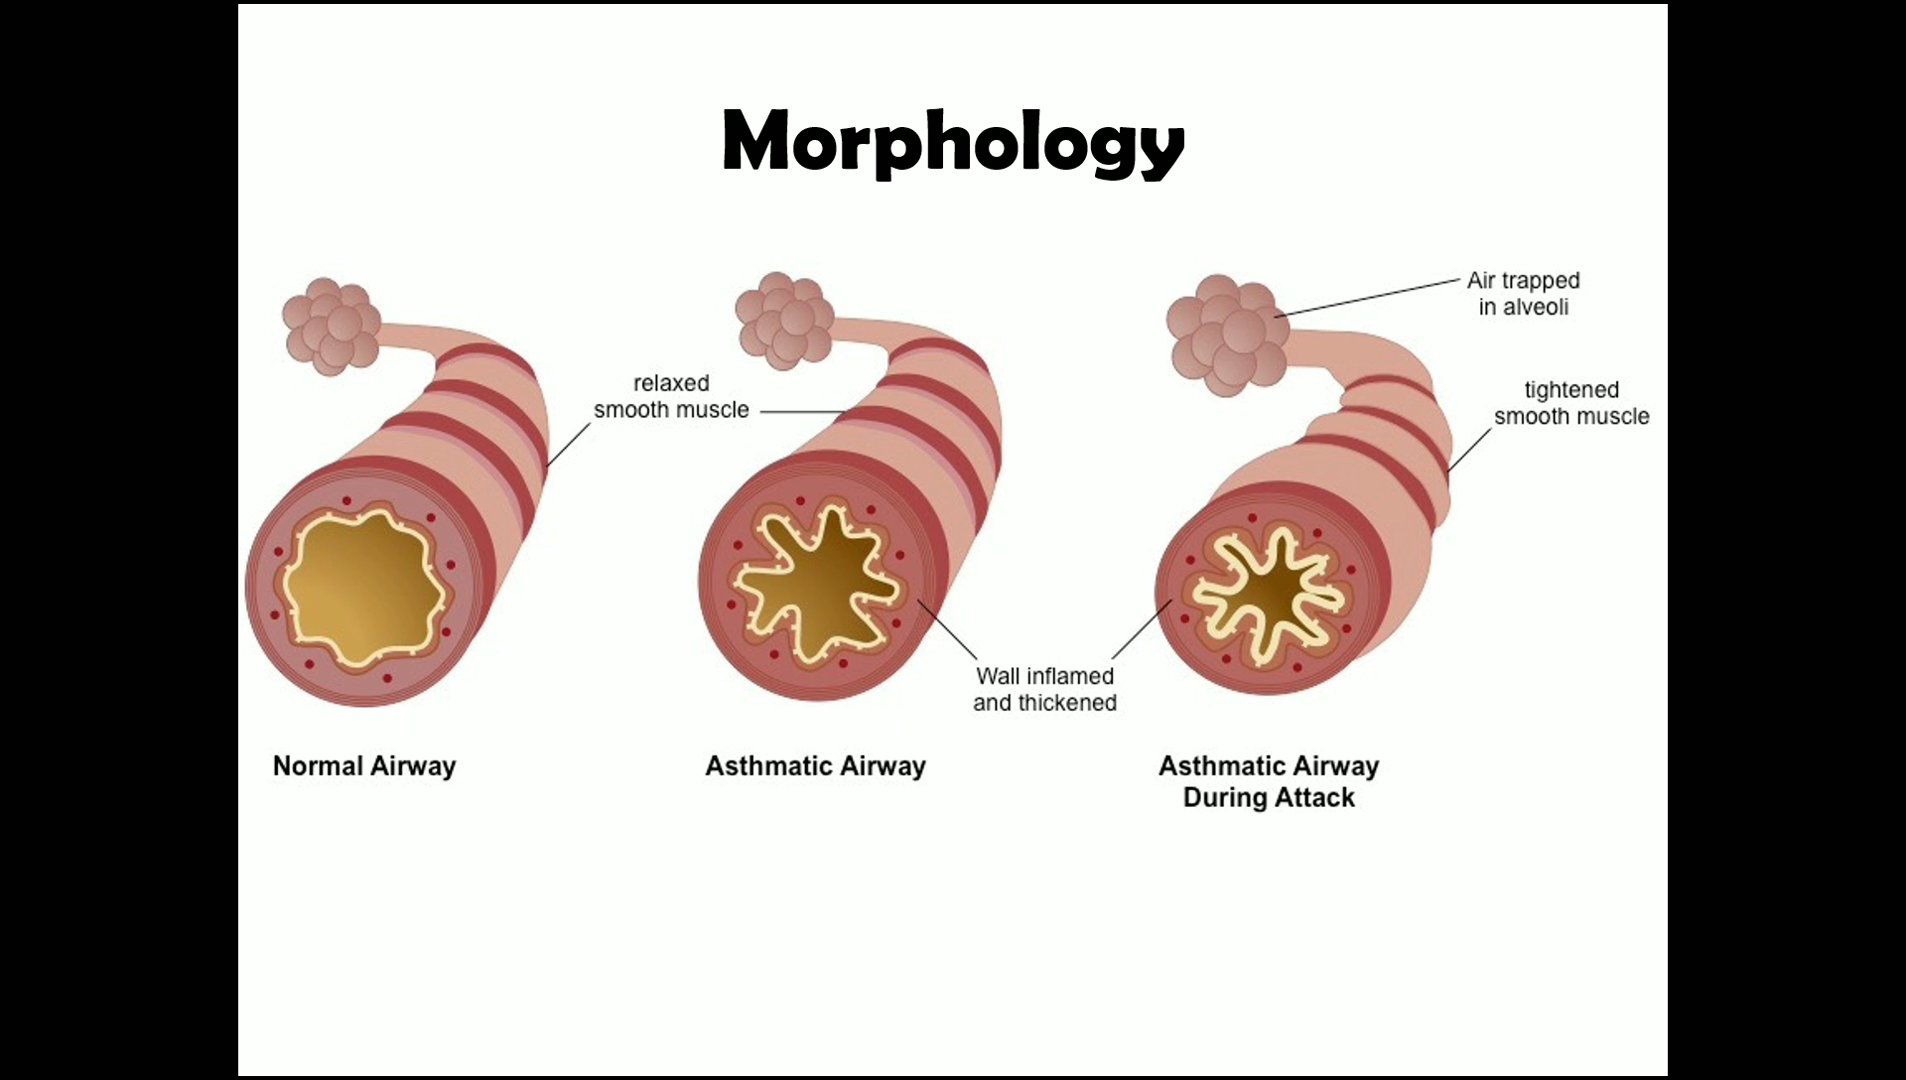 Morphology
Air trapped
in alveoli
relaxed
smooth muscle
tightened
smooth muscle
Wall inflamed
and thickened
Normal Airway
Asthmatic Airway
Asthmatic Airway
During Attack